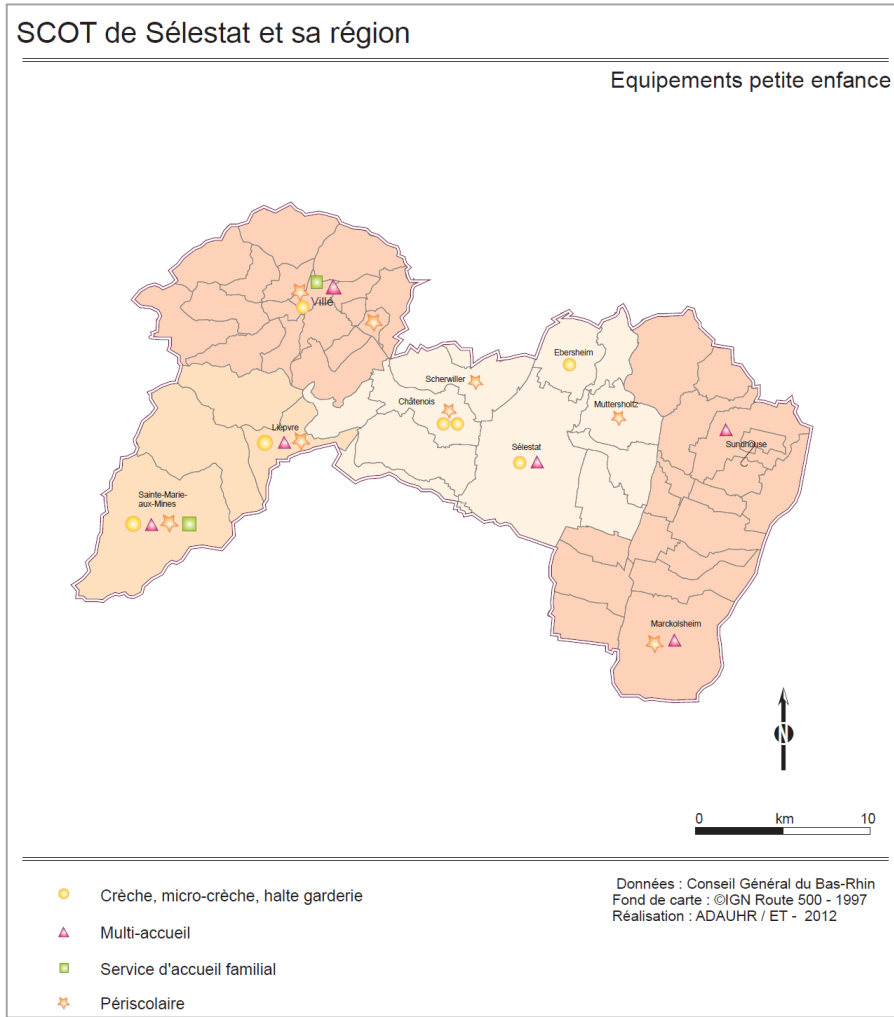 SCOT de Sélestat et sa région
Equipements petite enfance
Villé
Ebersheim
Scherwiller
Châtenois
Muttersholtz
Lièpvre
Sélestat
Sundhouse
Sainte-Marie-
aux-Mines
Marckolsheim
N
0 km 10
Crèche, micro-crèche, halte garderie
Multi-accueil
Service d'accueil familial
Périscolaire
Données : Conseil Général du Bas-Rhin
Fond de carte : ©IGN Route 500 - 1997
Réalisation : ADAUHR / ET - 2012